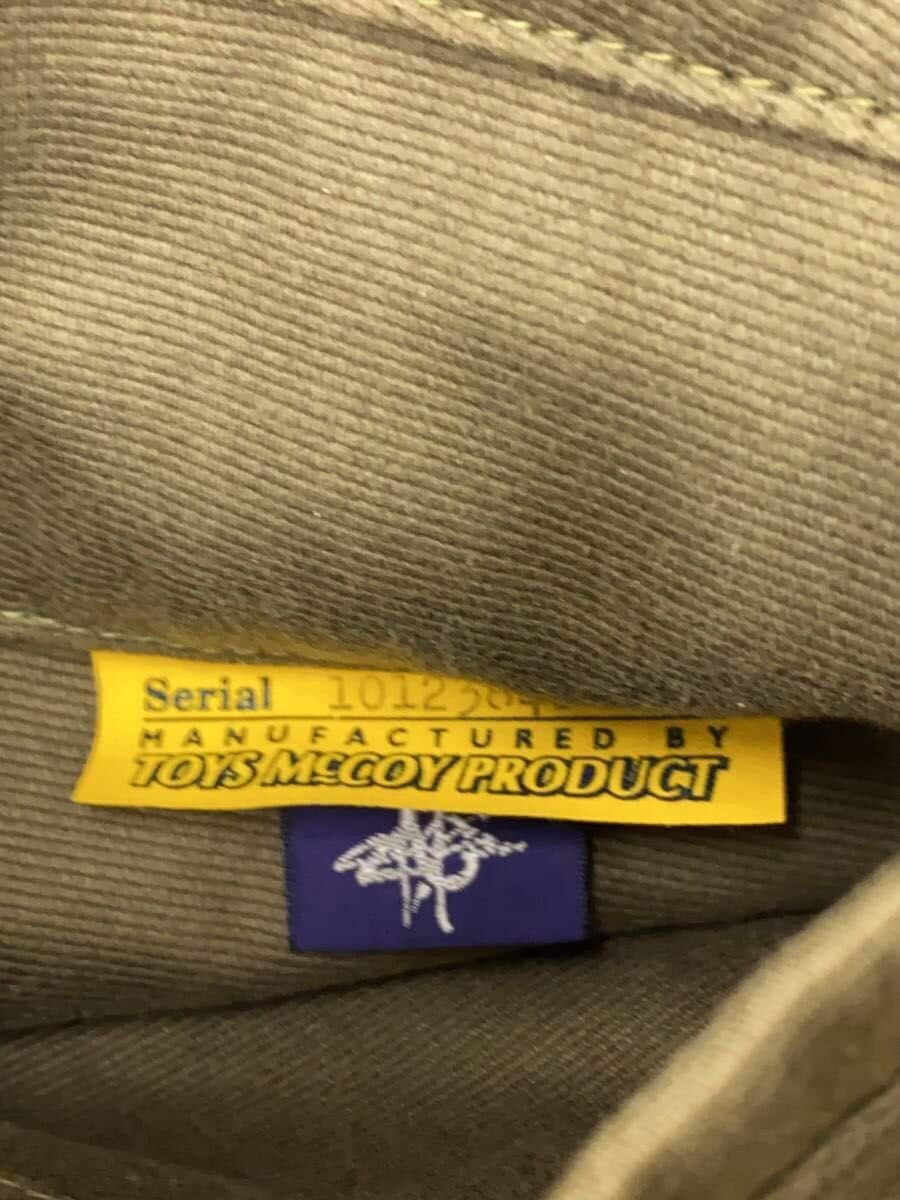 Serial
MANUFACTURED BY
TOYS McCOY PRODUCT